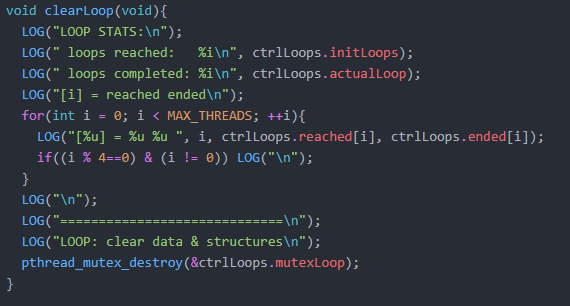 void clearLoop(void){
  LOG("LOOP STATS:\n");
  LOG(" loops reached:   %i\n", ctrlLoops.initLoops);
  LOG(" loops completed: %i\n", ctrlLoops.actualLoop);
  LOG("[i] = reached ended\n");
  for(int i = 0; i < MAX_THREADS; ++i){
    LOG("[%u] = %u %u ", i, ctrlLoops.reached[i], ctrlLoops.ended[i]);
    if((i % 4==0) & (i != 0)) LOG("\n");
  }
  LOG("\n");
  LOG("=============================\n");
  LOG("LOOP: clear data & structures\n");
  pthread_mutex_destroy(&ctrlLoops.mutexLoop);
}